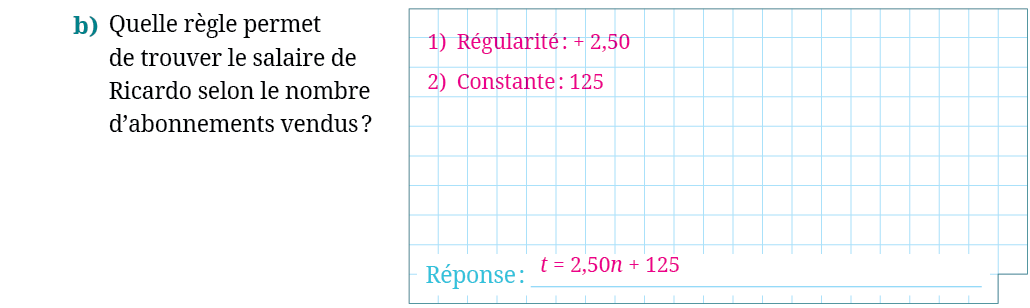 b) Quelle règle permet
de trouver le salaire de
Ricardo selon le nombre
d’abonnements vendus ?
1) Régularité : + 2,50
2) Constante : 125
Réponse : t = 2,50n + 125